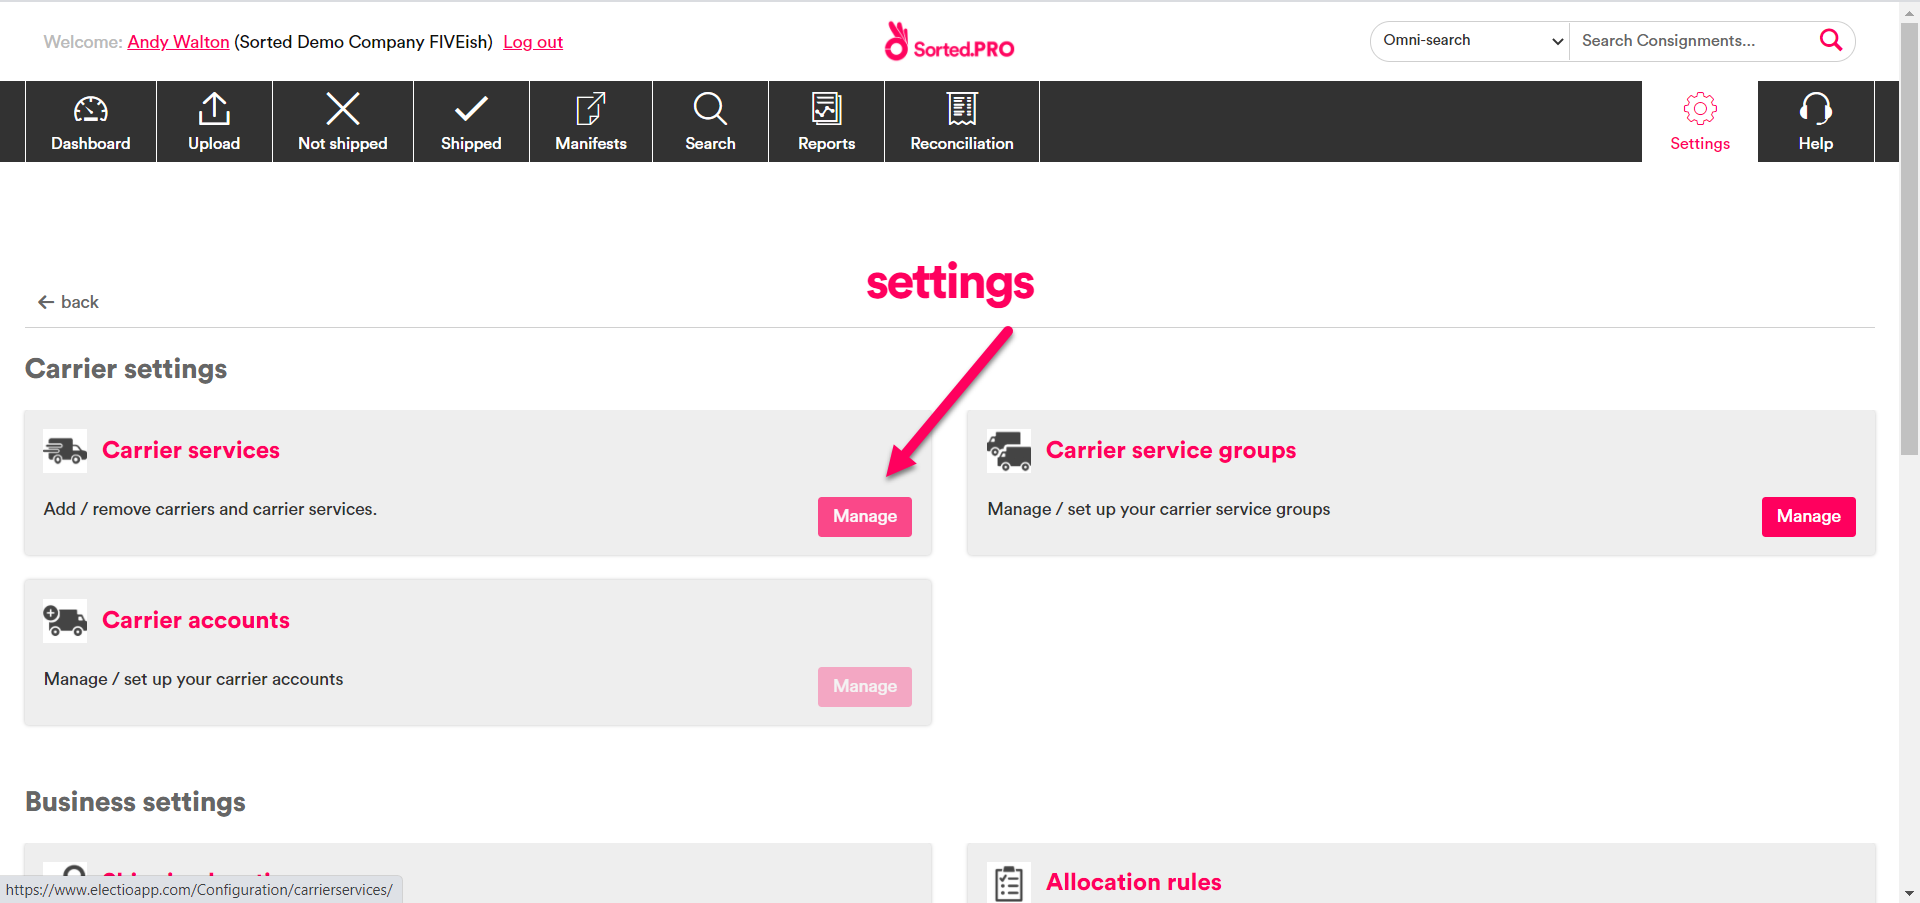 Welcome: Andy Walton (Sorted Demo Company FIVEish) Log out
Sorted.PRO
Omni-search
Search Consignments...
Dashboard
Upload
Not shipped
Shipped
Manifests
Search
Reports
Reconciliation
Settings
Help
back
settings
Carrier settings
Carrier services
Add / remove carriers and carrier services.
Manage
Carrier service groups
Manage / set up your carrier service groups
Manage
Carrier accounts
Manage / set up your carrier accounts
Manage
Business settings
Allocation rules
https://www.electioapp.com/Configuration/carrierservices/